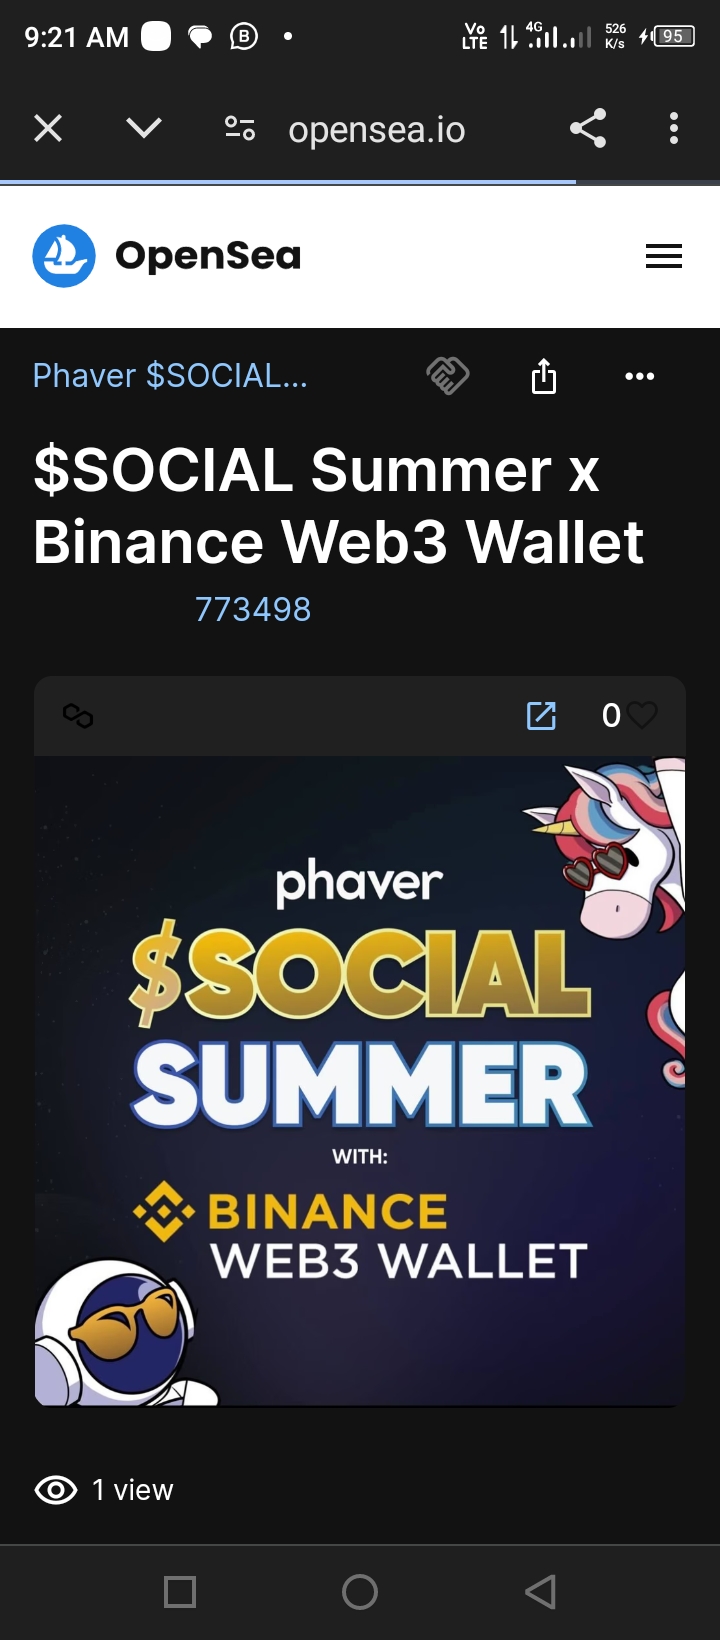 9:21 AM
B
Vo LTE
4G
526 K/s
95
opensea.io
OpenSea
Phaver $SOCIAL...
$SOCIAL Summer x
Binance Web3 Wallet
773498
0
phaver
$SOCIAL
SUMMER
WITH:
BINANCE
WEB3 WALLET
1 view